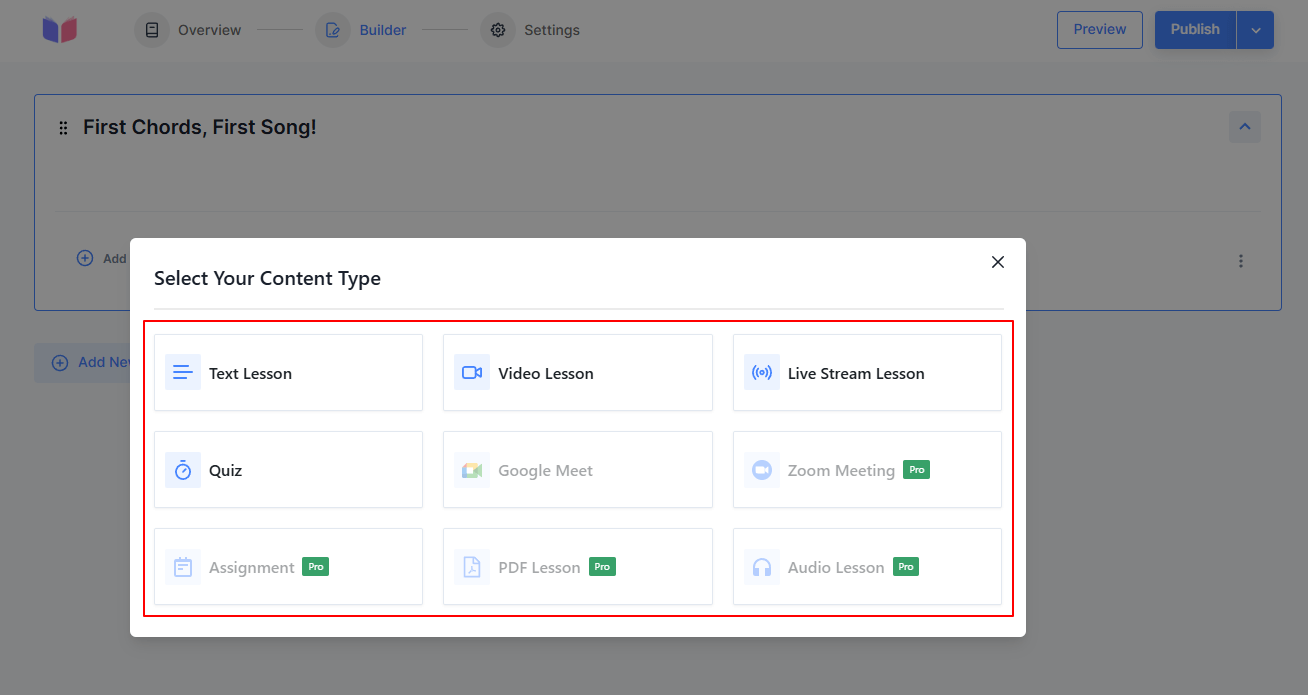 Overview
Builder
Settings
Preview
Publish
First Chords, First Song!
Add
Select Your Content Type
Text Lesson
Video Lesson
Live Stream Lesson
Quiz
Google Meet
Zoom Meeting Pro
Assignment Pro
PDF Lesson Pro
Audio Lesson Pro
Add New